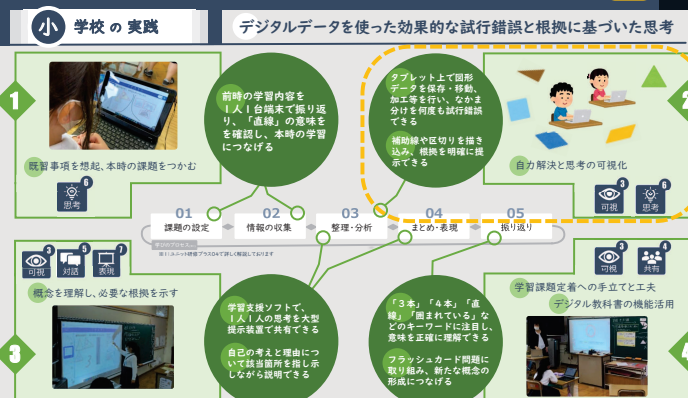 小 学校の実践
デジタルデータを使った効果的な試行錯誤と根拠に基づいた思考
1
既習事項を想起、本時の課題をつかむ
6
思考
前時の学習内容を
1人1台端末で振り返
り、「直線」の意味を
を確認し、本時の学習
につなげる
タブレット上で図形
データを保存・移動、
加工等を行い、なかま
分けを何度も試行錯誤
できる
補助線や区切りを描き
込み、根拠を明確に提
示できる
2
自力解決と思考の可視化
3
可視
6
思考
01
課題の設定
02
情報の収集
03
整理・分析
04
まとめ・表現
05
振り返り
3
可視
5
対話
7
表現
概念を理解し、必要な根拠を示す
3
学習支援ソフトで、
1人1人の思考を大型
提示装置で共有できる
自己の考えと理由につ
いて該当箇所を指し示
しながら説明できる
「3本」「4本」「直
線」「囲まれている」な
どのキーワードに注目し、
意味を正確に理解できる
フラッシュカード問題に
取り組み、新たな概念の
形成につなげる
3
可視
4
共有
学習課題定着への手立てと工夫
デジタル教科書の機能活用
4